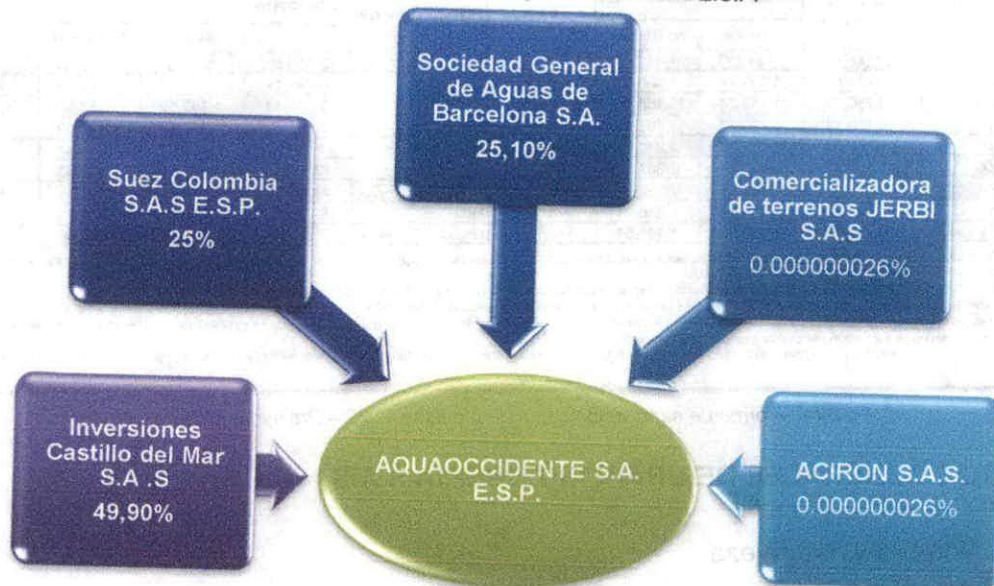 Sociedad General
de Aguas de
Barcelona S.A.
25,10%
Suez Colombia
S.A.S E.S.P.
25%
Comercializadora
de terrenos JERBI
S.A.S
0.000000026%
Inversiones
Castillo del Mar
S.A .S
49,90%
AQUAOCCIDENTE S.A.
E.S.P.
ACIRON S.A.S.
0.000000026%